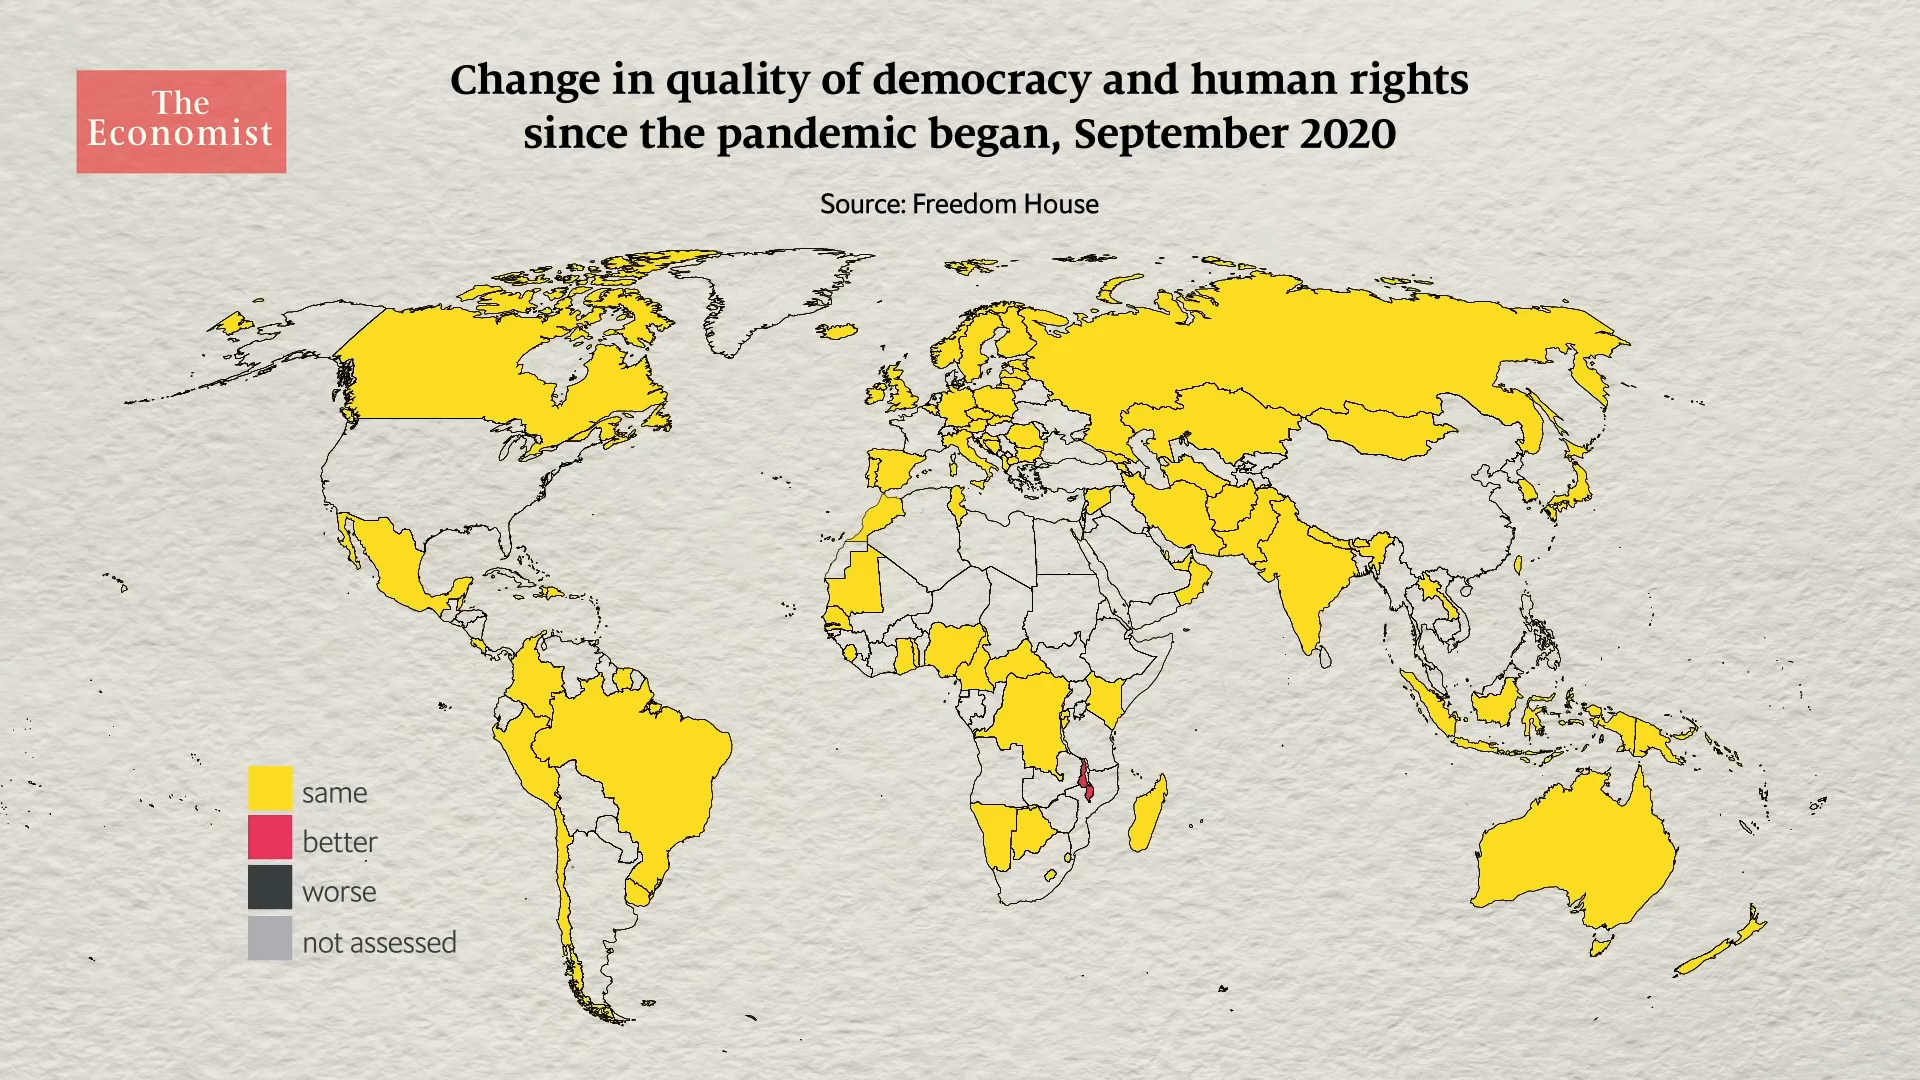 The
Economist
Change in quality of democracy and human rights
since the pandemic began, September 2020
Source: Freedom House
same
better
worse
not assessed